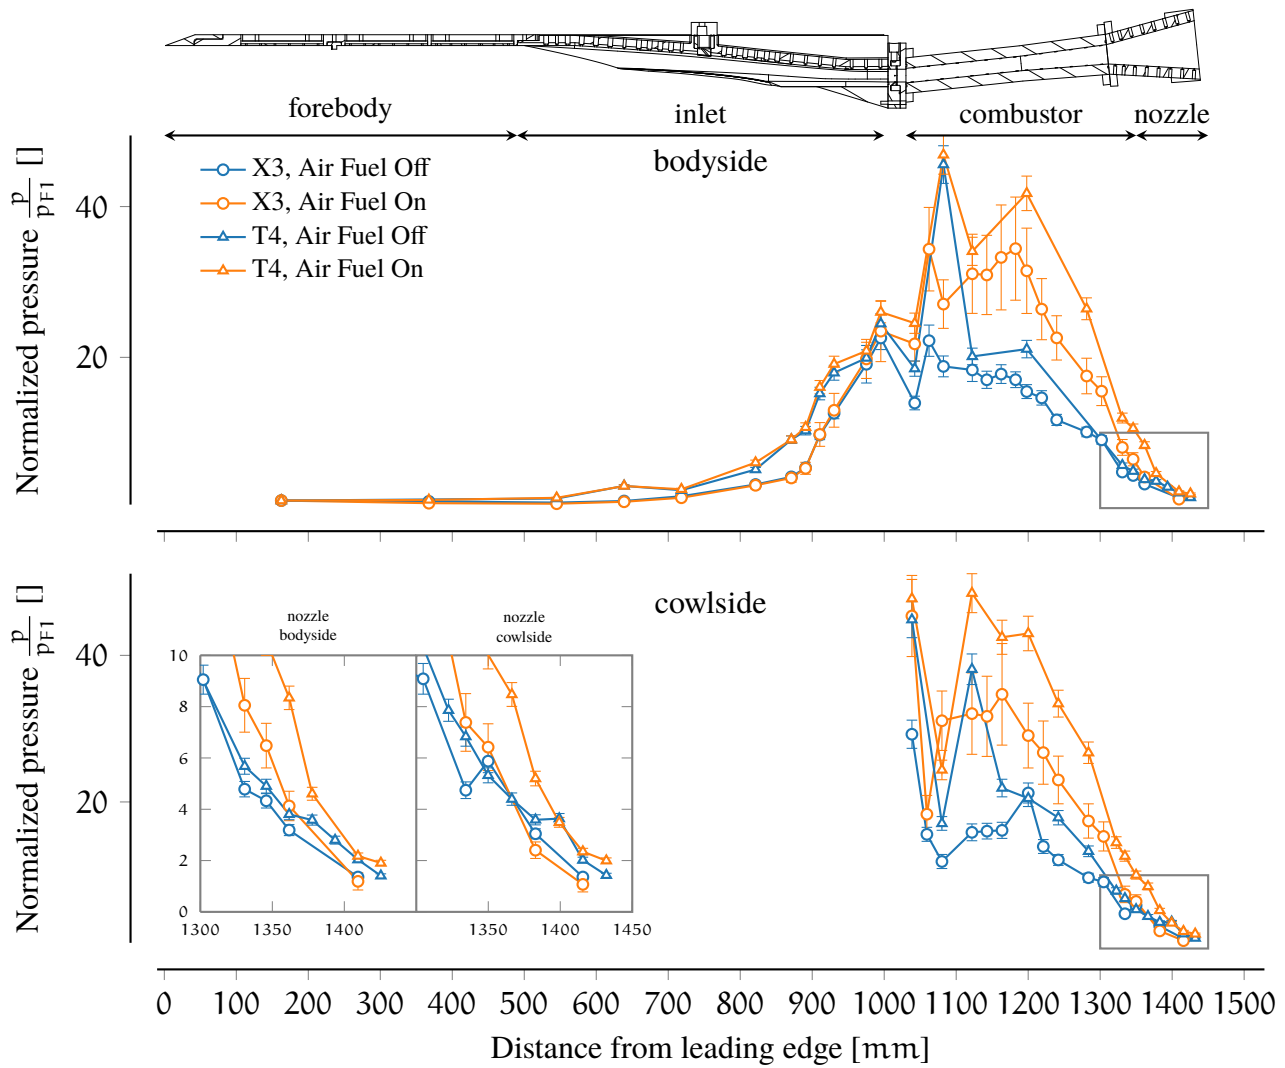 forebody
inlet
combustor
nozzle
bodyside
X3, Air Fuel Off
X3, Air Fuel On
T4, Air Fuel Off
T4, Air Fuel On
Normalized pressure p/pF1 []
40
20
cowlside
Normalized pressure p/pF1 []
40
20
nozzle
bodyside
nozzle
cowlside
10
8
6
4
2
0
1300 1350 1400 1350 1400 1450
0 100 200 300 400 500 600 700 800 900 1000 1100 1200 1300 1400 1500
Distance from leading edge [mm]